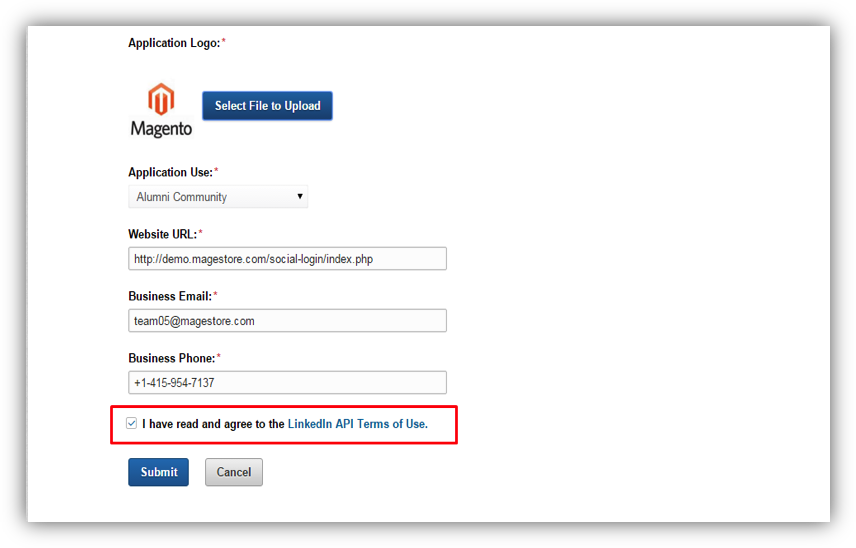 Application Logo:*
Magento
Select File to Upload
Application Use:*
Alumni Community
Website URL:*
http://demo.magestore.com/social-login/index.php
Business Email:*
team05@magestore.com
Business Phone:*
+1-415-954-7137
I have read and agree to the LinkedIn API Terms of Use.
Submit Cancel